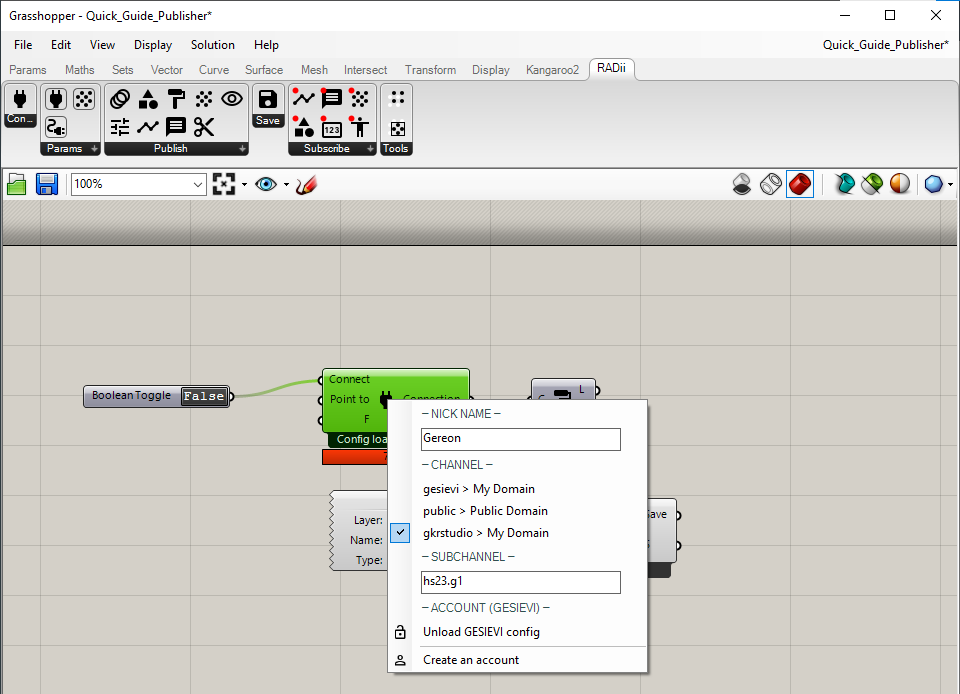 Grasshopper - Quick_Guide_Publisher*
File Edit View Display Solution Help Quick_Guide_Publisher*
Params Maths Sets Vector Curve Surface Mesh Intersect Transform Display Kangaroo2 RADii
Con... Save 123
Params Publish Subscribe Tools
100%
Connect
Boolean Toggle False Point to Connection L
F
Config loa
– NICK NAME –
Gereon
– CHANNEL –
gesievi > My Domain
public > Public Domain
gkrstudio > My Domain
– SUBCHANNEL –
hs23.g1
– ACCOUNT (GESIEVI) –
Unload GESIEVI config
Create an account
Layer:
Name:
Type:
Save